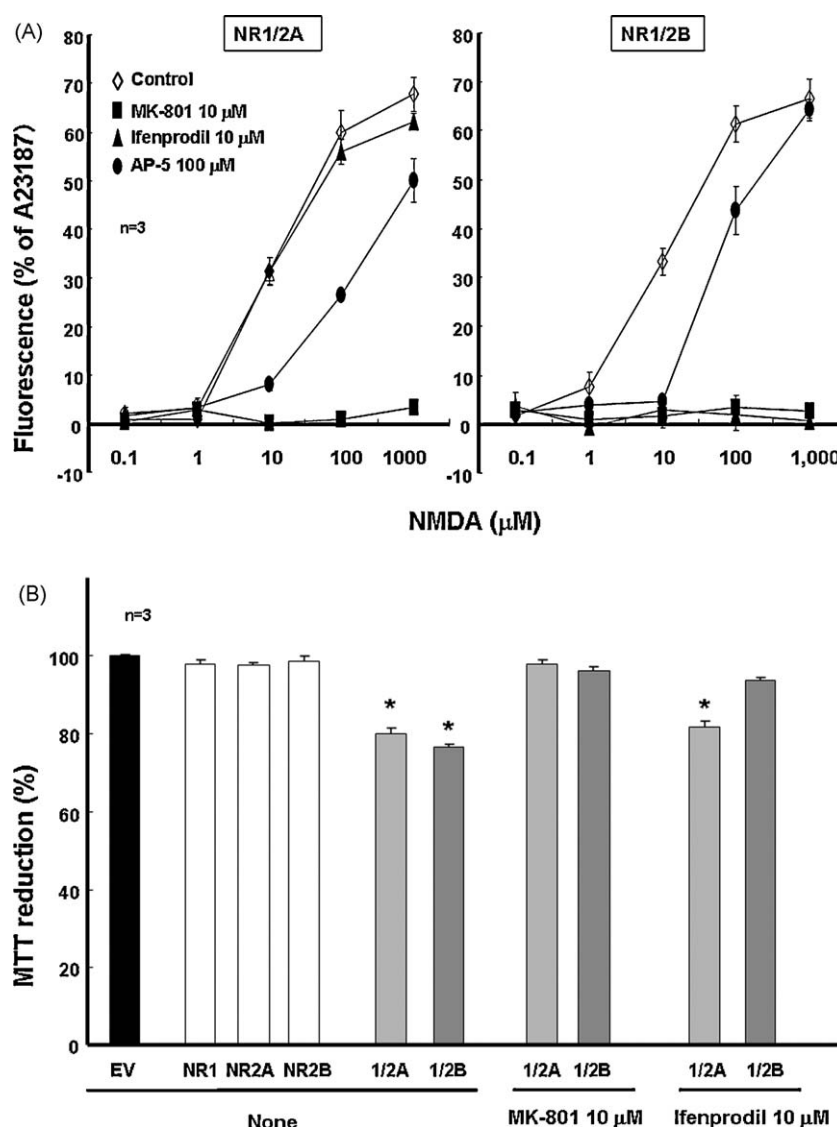 (A)
NR1/2A
NR1/2B
Fluorescence (% of A23187)
80
70
60
50
40
30
20
10
0
-10
Control
MK-801 10 μM
Ifenprodil 10 μM
AP-5 100 μM
n=3
0.1 1 10 100 1000
80
70
60
50
40
30
20
10
0
-10
0.1 1 10 100 1,000
NMDA (μM)
(B)
n=3
MTT reduction (%)
100
80
60
40
20
0
* * *
EV NR1 NR2A NR2B 1/2A 1/2B 1/2A 1/2B 1/2A 1/2B
None MK-801 10 μM Ifenprodil 10 μM